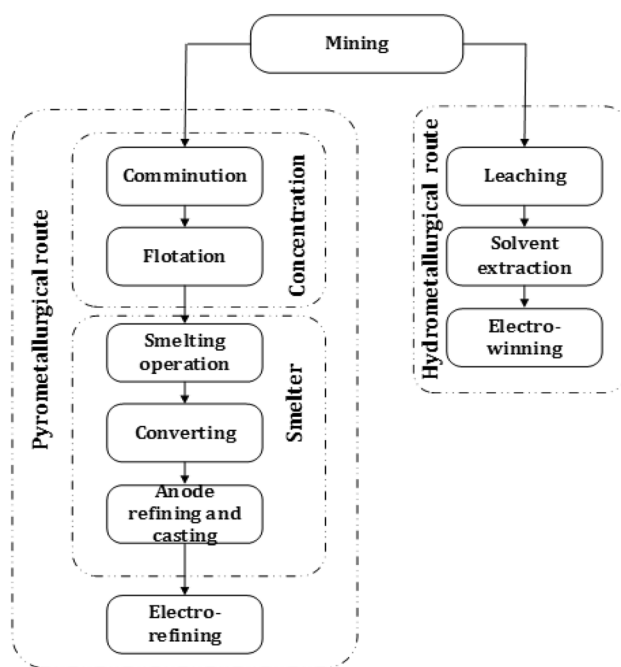 Mining
Pyrometallurgical route
Concentration
Comminution
Flotation
Smelter
Smelting
operation
Converting
Anode
refining and
casting
Electro-
refining
Hydrometallurgical route
Leaching
Solvent
extraction
Electro-
winning